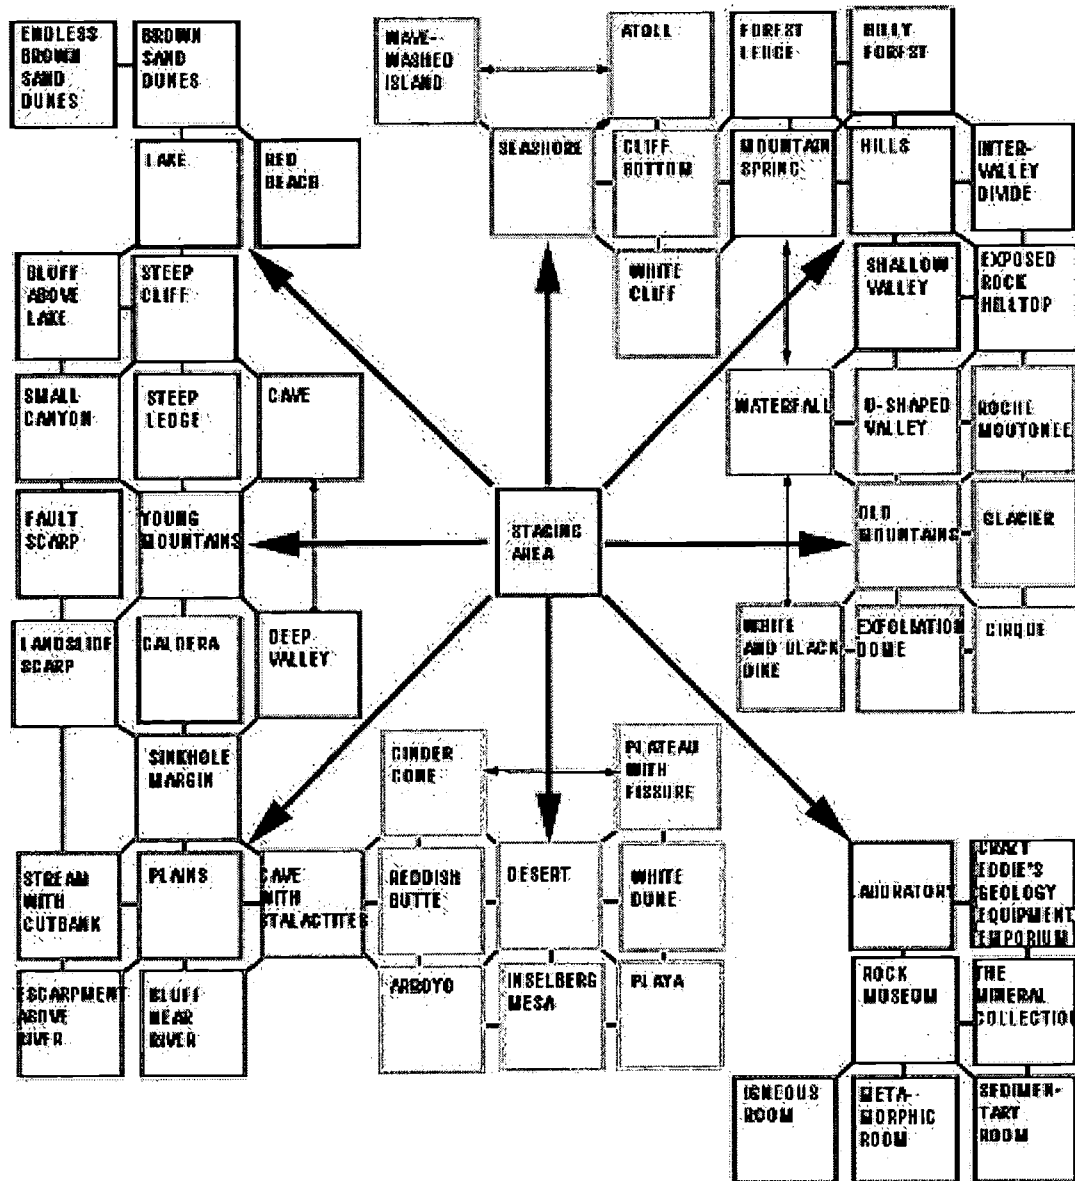 ENDLESS
BROWN
SAND
DUNES
BROWN
SAND
DUNES
WAVE-
WASHED
ISLAND
ATOLL
FOREST
LEDGE
HILLY
FOREST
LAKE
RED
BEACH
SEASHORE
CLIFF
BOTTOM
MOUNTAIN
SPRING
HILLS
INTER-
VALLEY
DIVIDE
BLUFF
ABOVE
LAKE
STEEP
CLIFF
WHITE
CLIFF
SHALLOW
VALLEY
EXPOSED
ROCK
HILLTOP
SMALL
CANYON
STEEP
LEDGE
CAVE
WATERFALL
U-SHAPED
VALLEY
ROCHE
MOUTONEE
FAULT
SCARP
YOUNG
MOUNTAINS
STAGING
AREA
OLD
MOUNTAINS
GLACIER
LANDSLIDE
SCARP
CALDERA
DEEP
VALLEY
WHITE
AND BLACK
DIKE
EXFOLIATION
DOME
CIRQUE
SINKHOLE
MARGIN
CINDER
CONE
PLATEAU
WITH
FISSURE
STREAM
WITH
CUTBANK
PLAINS
CAVE
WITH
STALACTITES
REDDISH
BUTTE
DESERT
WHITE
DUNE
LABORATORY
CRAZY
EDDIE'S
GEOLOGY
EQUIPMENT
EMPORIUM
ESCARPMENT
ABOVE
RIVER
BLUFF
NEAR
RIVER
ARROYO
INSELBERG
MESA
PLAYA
ROCK
MUSEUM
THE
MINERAL
COLLECTION
IGNEOUS
ROOM
META-
MORPHIC
ROOM
SEDIMEN-
TARY
ROOM